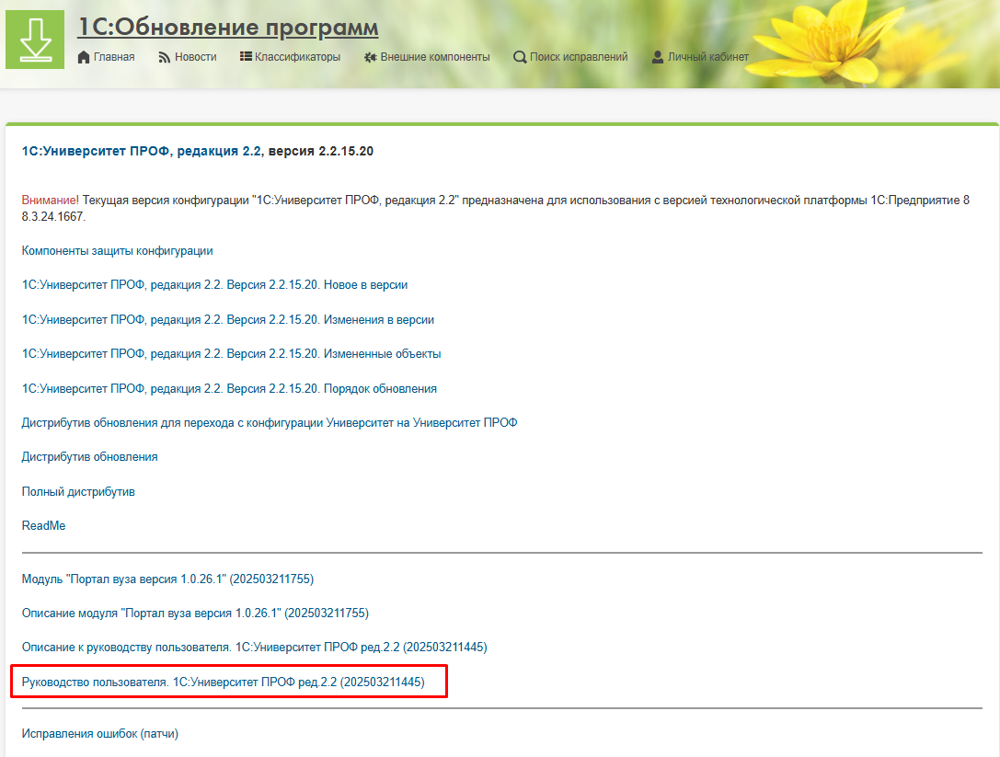 1С:Обновление программ
Главная Новости Классификаторы Внешние компоненты Поиск исправлений Личный кабинет
1С:Университет ПРОФ, редакция 2.2, версия 2.2.15.20
Внимание! Текущая версия конфигурации "1С:Университет ПРОФ, редакция 2.2" предназначена для использования с версией технологической платформы 1С:Предприятие 8
8.3.24.1667.
Компоненты защиты конфигурации
1С:Университет ПРОФ, редакция 2.2. Версия 2.2.15.20. Новое в версии
1С:Университет ПРОФ, редакция 2.2. Версия 2.2.15.20. Изменения в версии
1С:Университет ПРОФ, редакция 2.2. Версия 2.2.15.20. Измененные объекты
1С:Университет ПРОФ, редакция 2.2. Версия 2.2.15.20. Порядок обновления
Дистрибутив обновления для перехода с конфигурации Университет на Университет ПРОФ
Дистрибутив обновления
Полный дистрибутив
ReadMe
Модуль "Портал вуза версия 1.0.26.1" (202503211755)
Описание модуля "Портал вуза версия 1.0.26.1" (202503211755)
Описание к руководству пользователя. 1С:Университет ПРОФ ред.2.2 (202503211445)
Руководство пользователя. 1С:Университет ПРОФ ред.2.2 (202503211445)
Исправления ошибок (патчи)